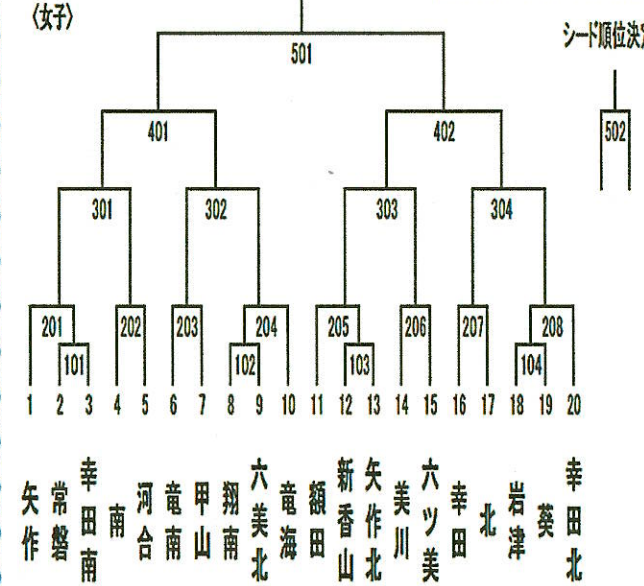 〈女子〉
シード順位決定
501
401
402
502
301
302
303
304
201
202
203
204
205
206
207
208
101
102
103
104
1 2 3 4 5 6 7 8 9 10 11 12 13 14 15 16 17 18 19 20
矢作
常磐
幸田南
南
河合
竜南
甲山
翔南
六美北
竜海
額田
新香山
矢作北
美川
六ツ美
幸田
北
岩津
葵
幸田北